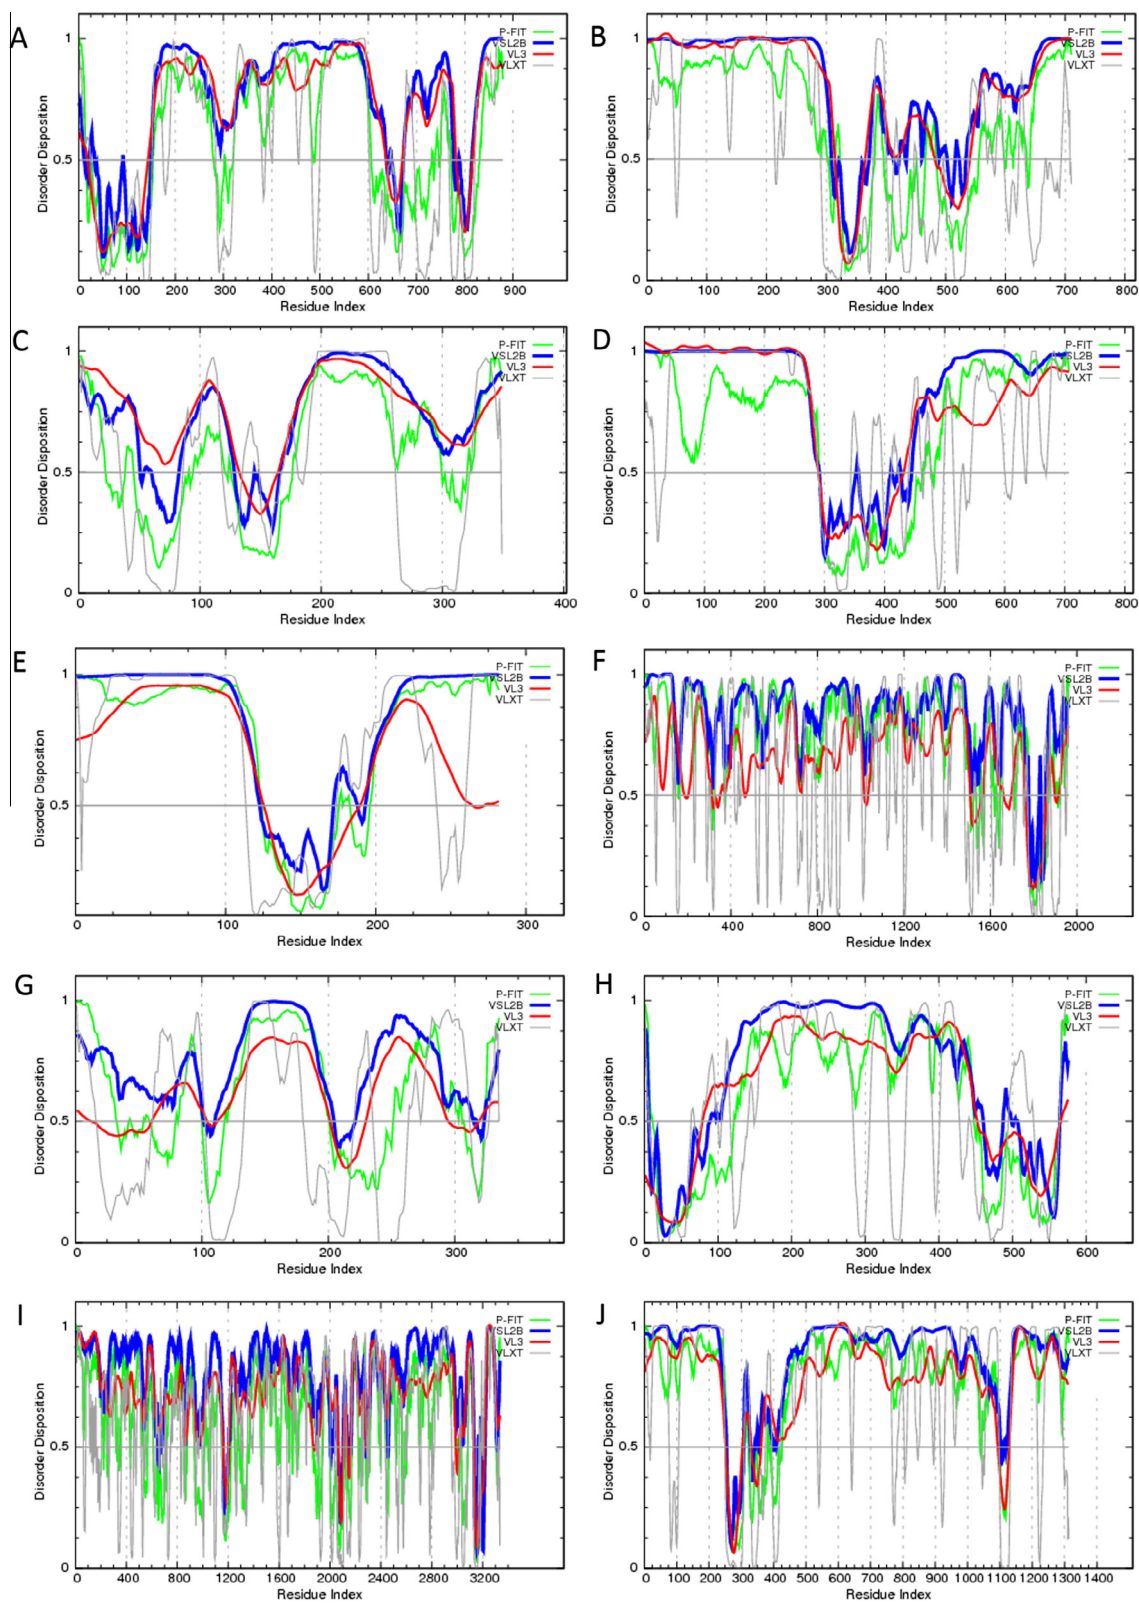 A
P-FIT
VSL2B
VL3
VLXT
1
0.5
0
Disorder Disposition
0 100 200 300 400 500 600 700 800 900
Residue Index
B
P-FIT
VSL2B
VL3
VLXT
1
0.5
0
Disorder Disposition
0 100 200 300 400 500 600 700 800
Residue Index
C
P-FIT
VSL2B
VL3
VLXT
1
0.5
0
Disorder Disposition
0 100 200 300 400
Residue Index
D
P-FIT
VSL2B
VL3
VLXT
1
0.5
0
Disorder Disposition
0 100 200 300 400 500 600 700 800
Residue Index
E
P-FIT
VSL2B
VL3
VLXT
1
0.5
0
Disorder Disposition
0 100 200 300
Residue Index
F
P-FIT
VSL2B
VL3
VLXT
1
0.5
0
Disorder Disposition
0 400 800 1200 1600 2000
Residue Index
G
P-FIT
VSL2B
VL3
VLXT
1
0.5
0
Disorder Disposition
0 100 200 300
Residue Index
H
P-FIT
VSL2B
VL3
VLXT
1
0.5
0
Disorder Disposition
0 100 200 300 400 500 600
Residue Index
I
P-FIT
VSL2B
VL3
VLXT
1
0.5
0
Disorder Disposition
0 400 800 1200 1600 2000 2400 2800 3200
Residue Index
J
P-FIT
VSL2B
VL3
VLXT
1
0.5
0
Disorder Disposition
0 100 200 300 400 500 600 700 800 900 1000 1100 1200 1300 1400
Residue Index